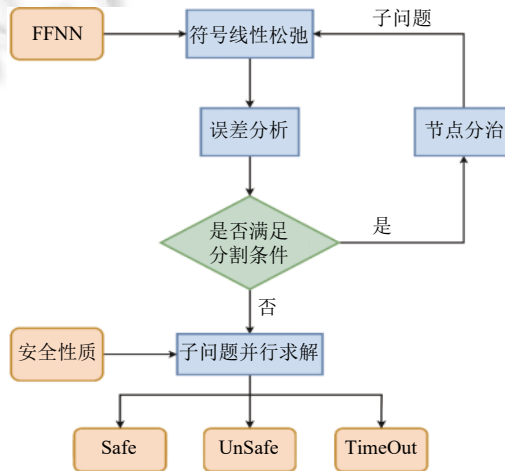 子问题
FFNN
符号线性松弛
误差分析
节点分治
是否满足
分割条件
是
否
安全性质
子问题并行求解
Safe
UnSafe
TimeOut